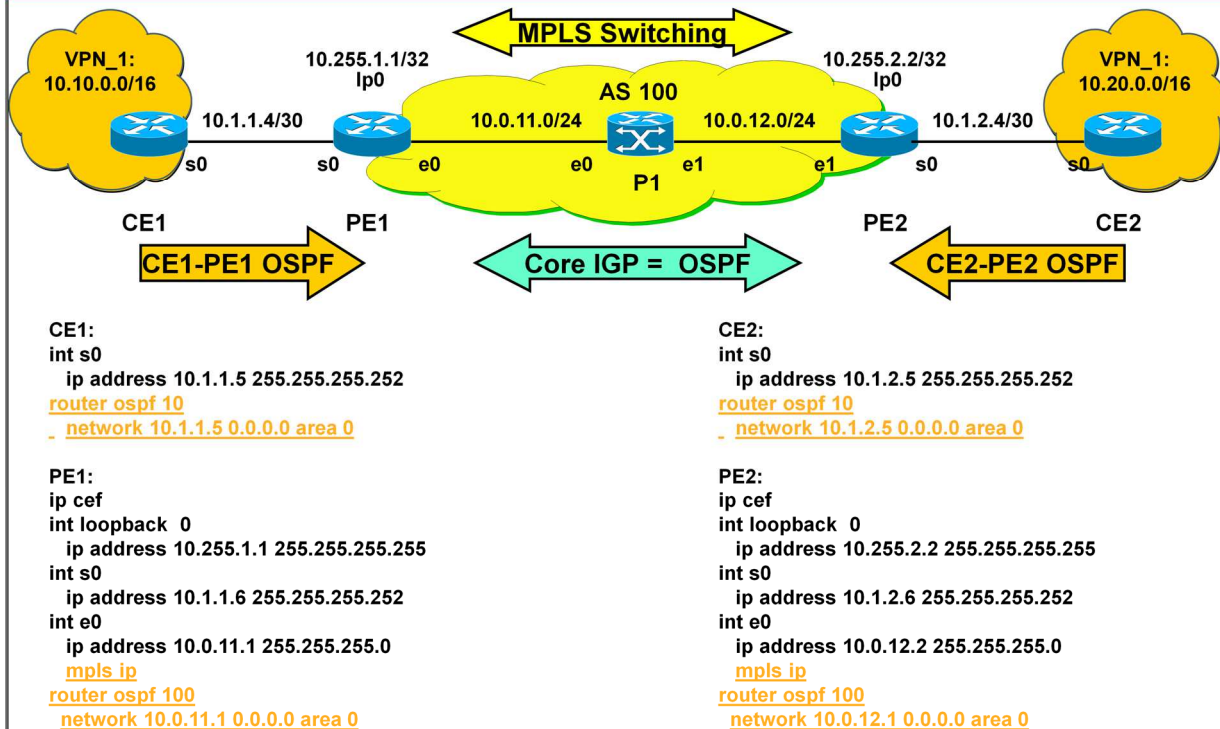 MPLS Switching
VPN_1:
10.10.0.0/16
10.255.1.1/32
lp0
10.255.2.2/32
lp0
VPN_1:
10.20.0.0/16
AS 100
10.1.1.4/30
10.0.11.0/24
10.0.12.0/24
10.1.2.4/30
s0
s0
e0
e0
e1
e1
s0
s0
P1
CE1
PE1
PE2
CE2
CE1-PE1 OSPF
Core IGP = OSPF
CE2-PE2 OSPF
CE1:
int s0
ip address 10.1.1.5 255.255.255.252
router ospf 10
network 10.1.1.5 0.0.0.0 area 0
PE1:
ip cef
int loopback 0
ip address 10.255.1.1 255.255.255.255
int s0
ip address 10.1.1.6 255.255.255.252
int e0
ip address 10.0.11.1 255.255.255.0
mpls ip
router ospf 100
network 10.0.11.1 0.0.0.0 area 0
CE2:
int s0
ip address 10.1.2.5 255.255.255.252
router ospf 10
network 10.1.2.5 0.0.0.0 area 0
PE2:
ip cef
int loopback 0
ip address 10.255.2.2 255.255.255.255
int s0
ip address 10.1.2.6 255.255.255.252
int e0
ip address 10.0.12.2 255.255.255.0
mpls ip
router ospf 100
network 10.0.12.1 0.0.0.0 area 0